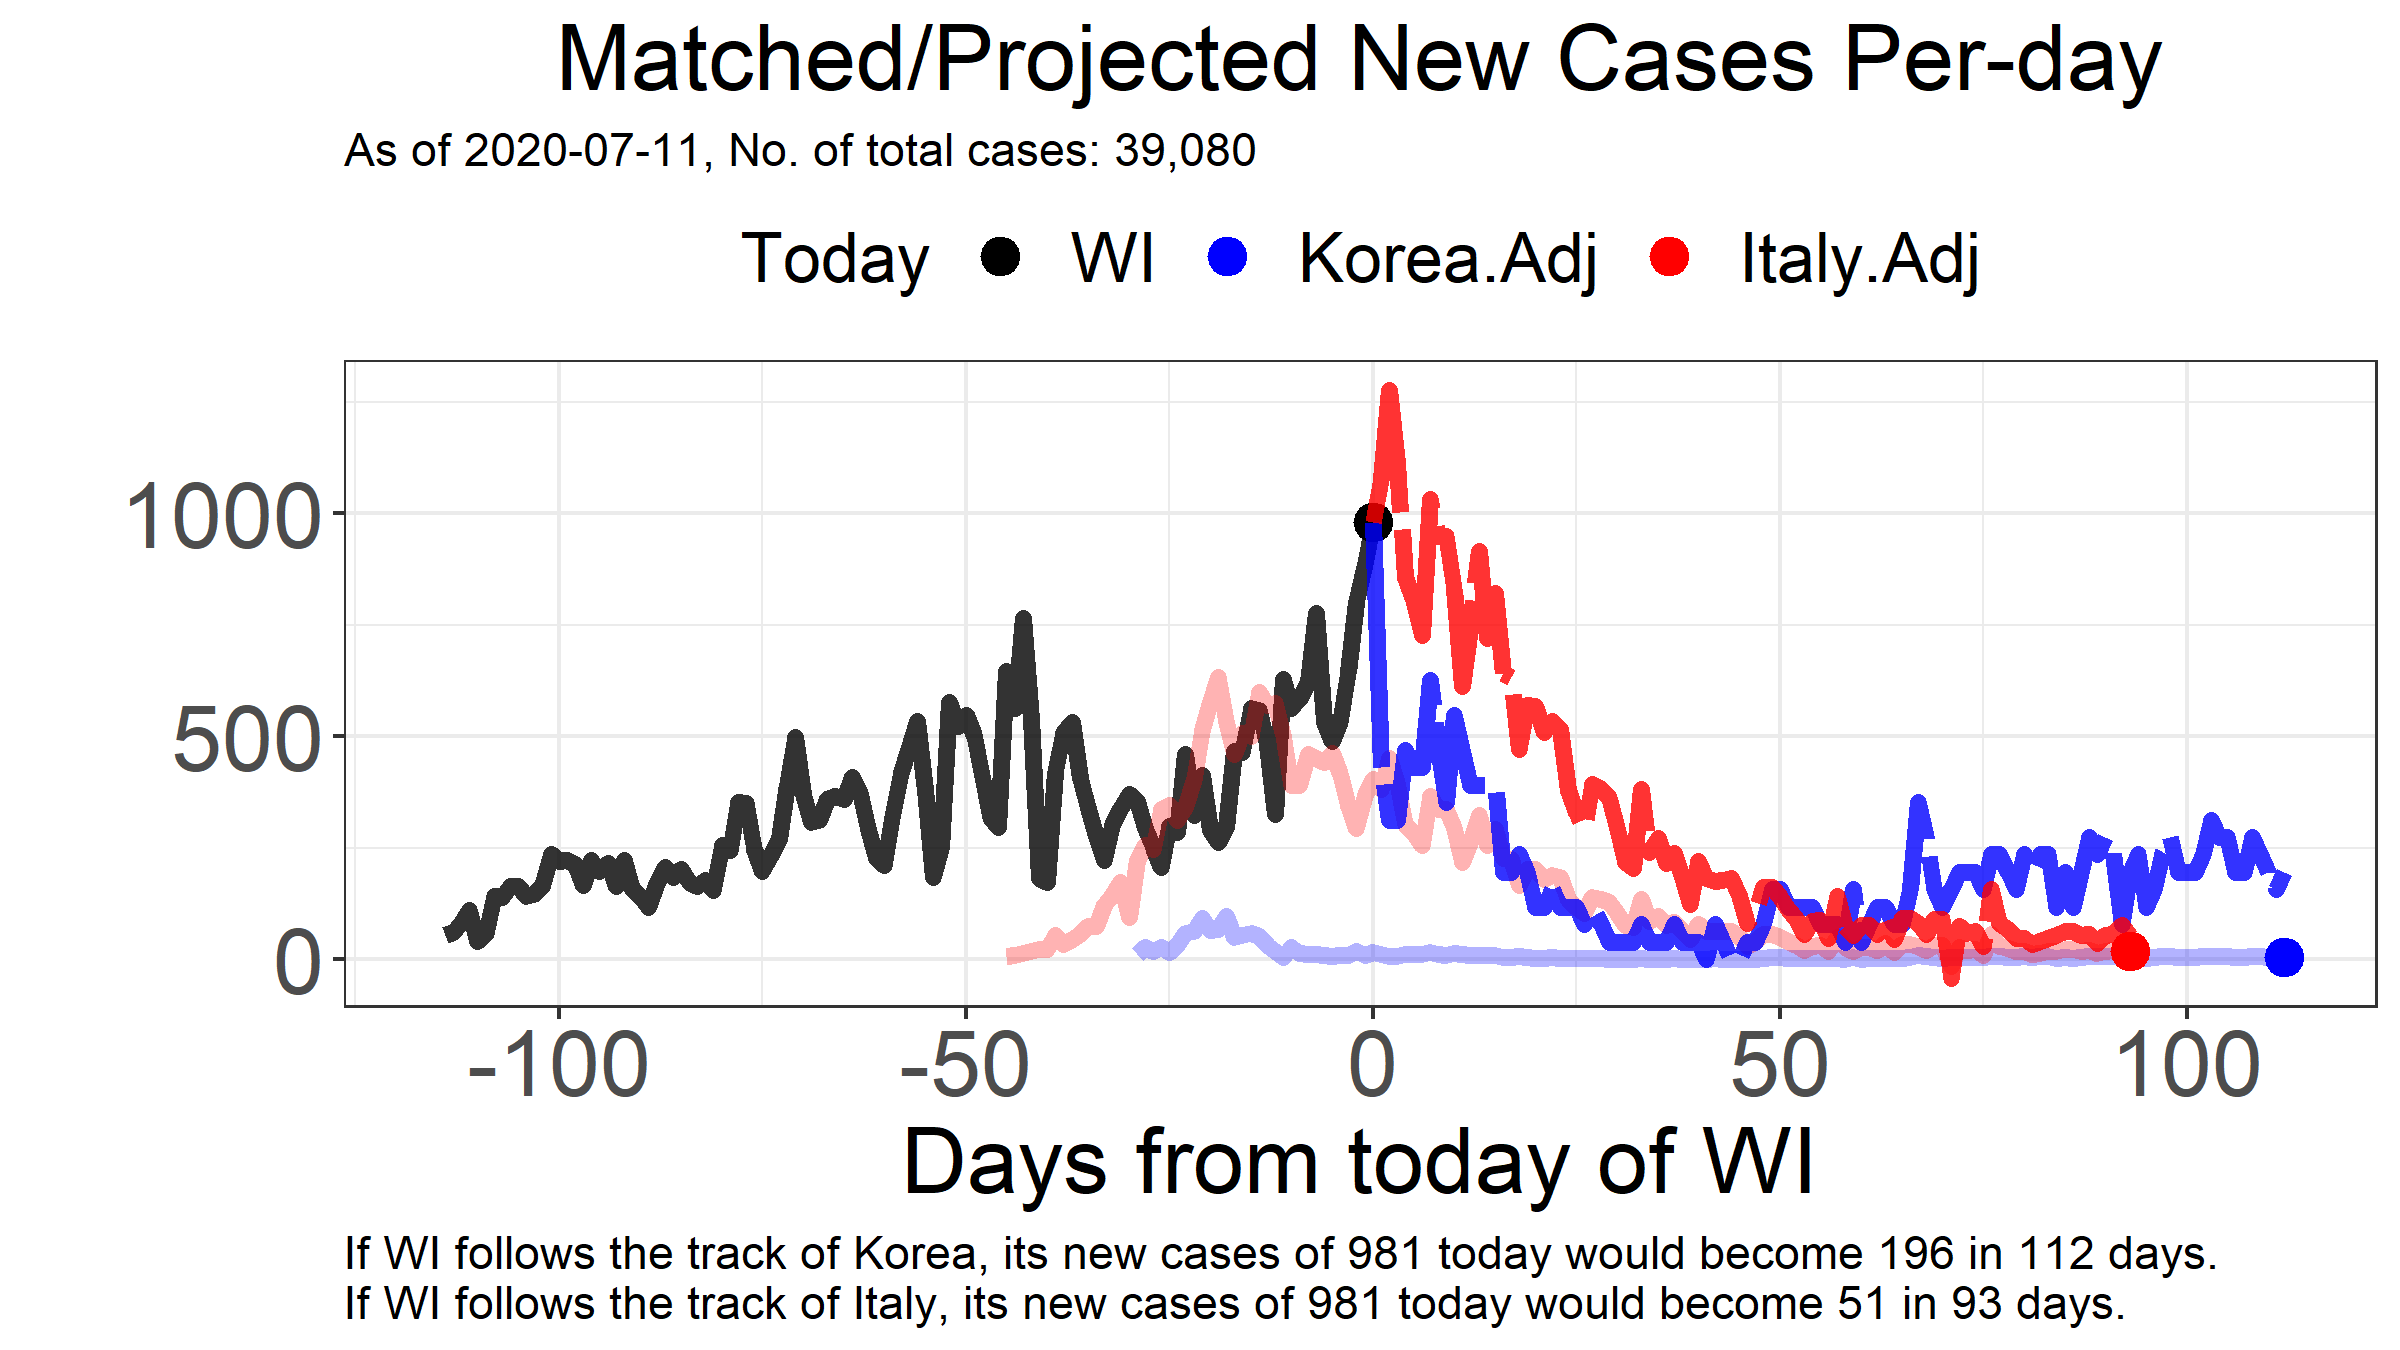 Matched/Projected New Cases Per-day
As of 2020-07-11, No. of total cases: 39,080
Today WI Korea.Adj Italy.Adj
1000
500
0
-100 -50 0 50 100
Days from today of WI
If WI follows the track of Korea, its new cases of 981 today would become 196 in 112 days.
If WI follows the track of Italy, its new cases of 981 today would become 51 in 93 days.